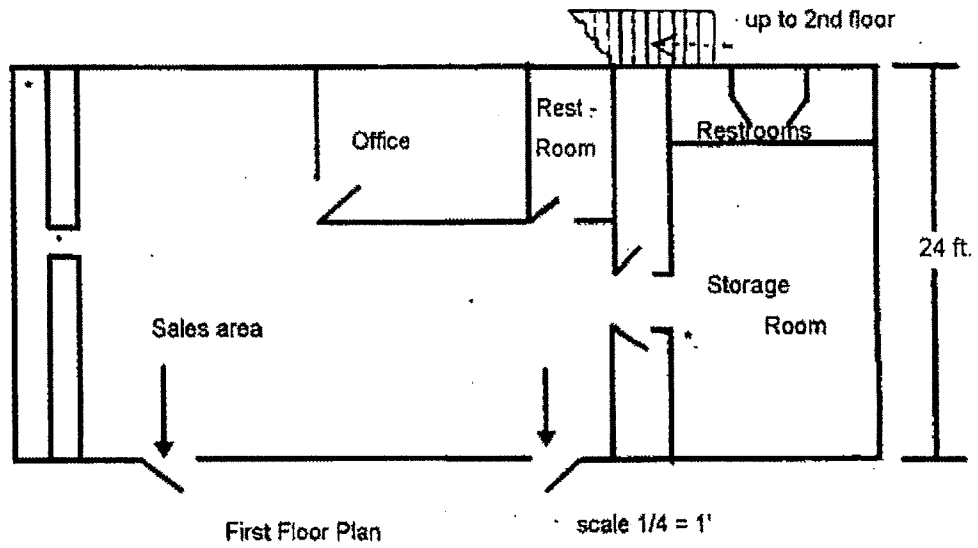 up to 2nd floor
Rest -
Room
Office
Restrooms
24 ft.
Storage
Room
Sales area
First Floor Plan
scale 1/4 = 1'